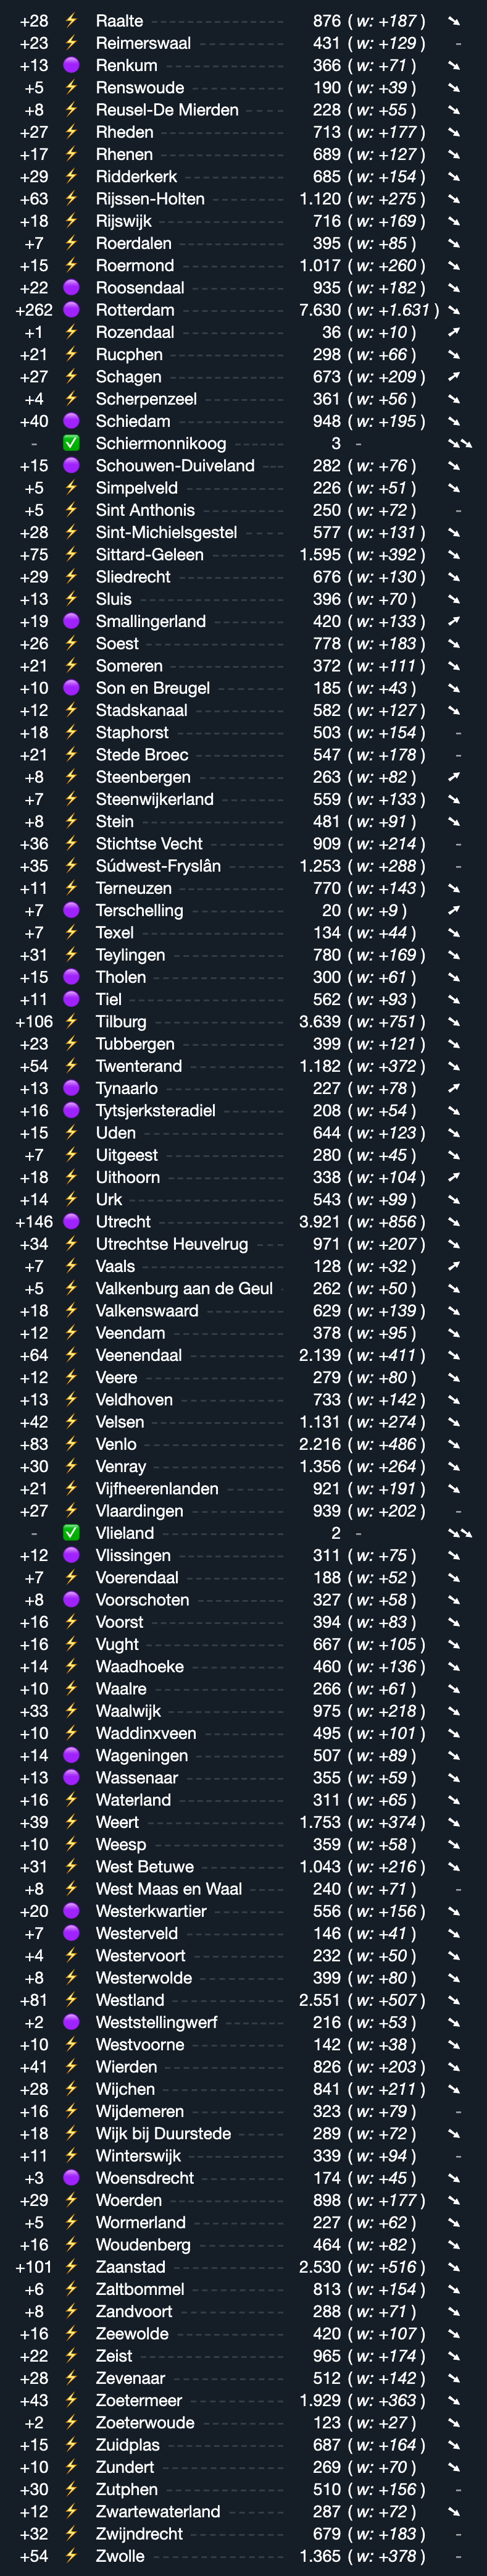 +28 ⚡ Raalte 876 ( w: +187 ) ➘
+23 ⚡ Reimerswaal 431 ( w: +129 ) -
+13 🟣 Renkum 366 ( w: +71 ) ➘
+5 ⚡ Renswoude 190 ( w: +39 ) ➘
+8 ⚡ Reusel-De Mierden 228 ( w: +55 ) ➘
+27 ⚡ Rheden 713 ( w: +177 ) ➘
+17 ⚡ Rhenen 689 ( w: +127 ) ➘
+29 ⚡ Ridderkerk 685 ( w: +154 ) ➘
+63 ⚡ Rijssen-Holten 1.120 ( w: +275 ) ➘
+18 ⚡ Rijswijk 716 ( w: +169 ) ➘
+7 ⚡ Roerdalen 395 ( w: +85 ) ➘
+15 ⚡ Roermond 1.017 ( w: +260 ) ➘
+22 🟣 Roosendaal 935 ( w: +182 ) ➘
+262 🟣 Rotterdam 7.630 ( w: +1.631 ) ➘
+1 ⚡ Rozendaal 36 ( w: +10 ) ➚
+21 ⚡ Rucphen 298 ( w: +66 ) ➘
+27 ⚡ Schagen 673 ( w: +209 ) ➚
+4 ⚡ Scherpenzeel 361 ( w: +56 ) ➘
+40 🟣 Schiedam 948 ( w: +195 ) ➘
- ✅ Schiermonnikoog 3 - ➘➘
+15 🟣 Schouwen-Duiveland 282 ( w: +76 ) ➘
+5 ⚡ Simpelveld 226 ( w: +51 ) ➘
+5 ⚡ Sint Anthonis 250 ( w: +72 ) -
+28 ⚡ Sint-Michielsgestel 577 ( w: +131 ) ➘
+75 ⚡ Sittard-Geleen 1.595 ( w: +392 ) ➘
+29 ⚡ Sliedrecht 676 ( w: +130 ) ➘
+13 ⚡ Sluis 396 ( w: +70 ) ➘
+19 🟣 Smallingerland 420 ( w: +133 ) ➚
+26 ⚡ Soest 778 ( w: +183 ) ➘
+21 ⚡ Someren 372 ( w: +111 ) ➘
+10 🟣 Son en Breugel 185 ( w: +43 ) ➘
+12 ⚡ Stadskanaal 582 ( w: +127 ) ➘
+18 ⚡ Staphorst 503 ( w: +154 ) -
+21 ⚡ Stede Broec 547 ( w: +178 ) -
+8 ⚡ Steenbergen 263 ( w: +82 ) ➚
+7 ⚡ Steenwijkerland 559 ( w: +133 ) ➘
+8 ⚡ Stein 481 ( w: +91 ) ➘
+36 ⚡ Stichtse Vecht 909 ( w: +214 ) -
+35 ⚡ Súdwest-Fryslân 1.253 ( w: +288 ) -
+11 ⚡ Terneuzen 770 ( w: +143 ) ➘
+7 🟣 Terschelling 20 ( w: +9 ) ➚
+7 ⚡ Texel 134 ( w: +44 ) ➘
+31 ⚡ Teylingen 780 ( w: +169 ) ➘
+15 🟣 Tholen 300 ( w: +61 ) ➘
+11 🟣 Tiel 562 ( w: +93 ) ➘
+106 ⚡ Tilburg 3.639 ( w: +751 ) ➘
+23 ⚡ Tubbergen 399 ( w: +121 ) ➘
+54 ⚡ Twenterand 1.182 ( w: +372 ) ➘
+13 🟣 Tynaarlo 227 ( w: +78 ) ➚
+16 🟣 Tytsjerksteradiel 208 ( w: +54 ) ➘
+15 ⚡ Uden 644 ( w: +123 ) ➘
+7 ⚡ Uitgeest 280 ( w: +45 ) ➘
+18 ⚡ Uithoorn 338 ( w: +104 ) ➚
+14 ⚡ Urk 543 ( w: +99 ) ➘
+146 🟣 Utrecht 3.921 ( w: +856 ) ➘
+34 ⚡ Utrechtse Heuvelrug 971 ( w: +207 ) ➘
+7 ⚡ Vaals 128 ( w: +32 ) ➚
+5 ⚡ Valkenburg aan de Geul 262 ( w: +50 ) ➘
+18 ⚡ Valkenswaard 629 ( w: +139 ) ➘
+12 ⚡ Veendam 378 ( w: +95 ) ➘
+64 ⚡ Veenendaal 2.139 ( w: +411 ) ➘
+12 ⚡ Veere 279 ( w: +80 ) ➘
+13 ⚡ Veldhoven 733 ( w: +142 ) ➘
+42 ⚡ Velsen 1.131 ( w: +274 ) ➘
+83 ⚡ Venlo 2.216 ( w: +486 ) ➘
+30 ⚡ Venray 1.356 ( w: +264 ) ➘
+21 ⚡ Vijfheerenlanden 921 ( w: +191 ) ➘
+27 ⚡ Vlaardingen 939 ( w: +202 ) -
- ✅ Vlieland 2 - ➘➘
+12 🟣 Vlissingen 311 ( w: +75 ) ➘
+7 ⚡ Voerendaal 188 ( w: +52 ) ➘
+8 🟣 Voorschoten 327 ( w: +58 ) ➘
+16 ⚡ Voorst 394 ( w: +83 ) ➘
+16 ⚡ Vught 667 ( w: +105 ) ➘
+14 ⚡ Waadhoeke 460 ( w: +136 ) ➘
+10 ⚡ Waalre 266 ( w: +61 ) ➘
+33 ⚡ Waalwijk 975 ( w: +218 ) ➘
+10 ⚡ Waddinxveen 495 ( w: +101 ) ➘
+14 🟣 Wageningen 507 ( w: +89 ) ➘
+13 🟣 Wassenaar 355 ( w: +59 ) ➘
+16 ⚡ Waterland 311 ( w: +65 ) ➘
+39 ⚡ Weert 1.753 ( w: +374 ) ➘
+10 ⚡ Weesp 359 ( w: +58 ) ➘
+31 ⚡ West Betuwe 1.043 ( w: +216 ) ➘
+8 ⚡ West Maas en Waal 240 ( w: +71 ) -
+20 🟣 Westerkwartier 556 ( w: +156 ) ➘
+7 🟣 Westerveld 146 ( w: +41 ) ➘
+4 ⚡ Westervoort 232 ( w: +50 ) ➘
+8 ⚡ Westerwolde 399 ( w: +80 ) ➘
+81 ⚡ Westland 2.551 ( w: +507 ) ➘
+2 🟣 Weststellingwerf 216 ( w: +53 ) ➘
+10 ⚡ Westvoorne 142 ( w: +38 ) ➘
+41 ⚡ Wierden 826 ( w: +203 ) ➘
+28 ⚡ Wijchen 841 ( w: +211 ) ➘
+16 ⚡ Wijdemeren 323 ( w: +79 ) -
+18 ⚡ Wijk bij Duurstede 289 ( w: +72 ) ➘
+11 ⚡ Winterswijk 339 ( w: +94 ) -
+3 🟣 Woensdrecht 174 ( w: +45 ) ➘
+29 ⚡ Woerden 898 ( w: +177 ) ➘
+5 ⚡ Wormerland 227 ( w: +62 ) ➘
+16 ⚡ Woudenberg 464 ( w: +82 ) ➘
+101 ⚡ Zaanstad 2.530 ( w: +516 ) ➘
+6 ⚡ Zaltbommel 813 ( w: +154 ) ➘
+8 ⚡ Zandvoort 288 ( w: +71 ) ➘
+16 ⚡ Zeewolde 420 ( w: +107 ) ➘
+22 ⚡ Zeist 965 ( w: +174 ) ➘
+28 ⚡ Zevenaar 512 ( w: +142 ) ➘
+43 ⚡ Zoetermeer 1.929 ( w: +363 ) ➘
+2 ⚡ Zoeterwoude 123 ( w: +27 ) ➘
+15 ⚡ Zuidplas 687 ( w: +164 ) ➘
+10 ⚡ Zundert 269 ( w: +70 ) ➘
+30 ⚡ Zutphen 510 ( w: +156 ) -
+12 ⚡ Zwartewaterland 287 ( w: +72 ) ➘
+32 ⚡ Zwijndrecht 679 ( w: +183 ) -
+54 ⚡ Zwolle 1.365 ( w: +378 ) -